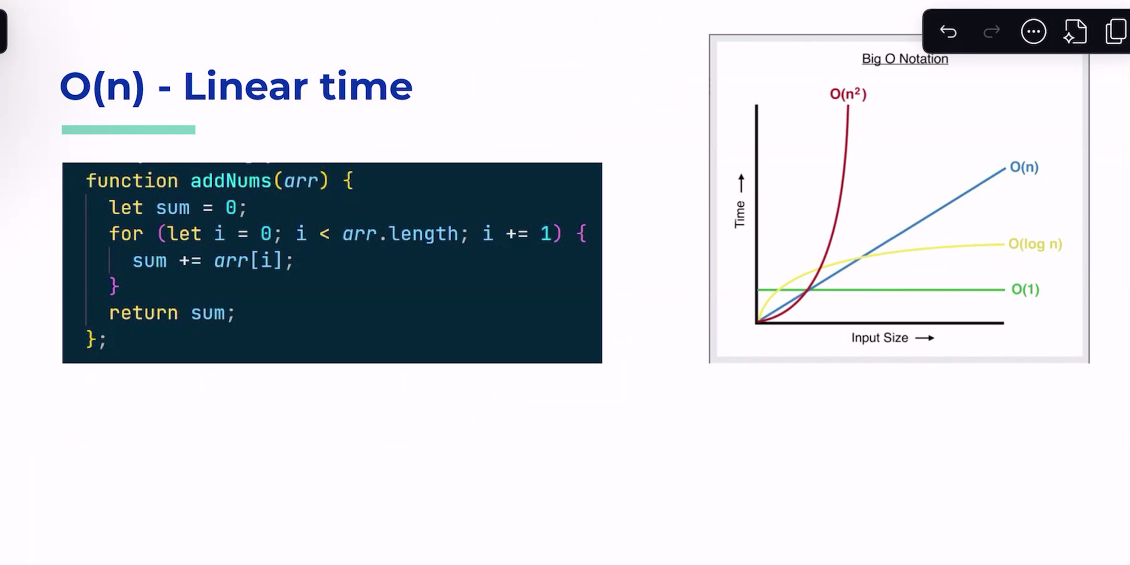 O(n) - Linear time
function addNums(arr) {
let sum = 0;
for (let i = 0; i < arr.length; i += 1) {
sum += arr[i];
}
return sum;
};
Big O Notation
O(n²)
O(n)
O(log n)
O(1)
Time
Input Size